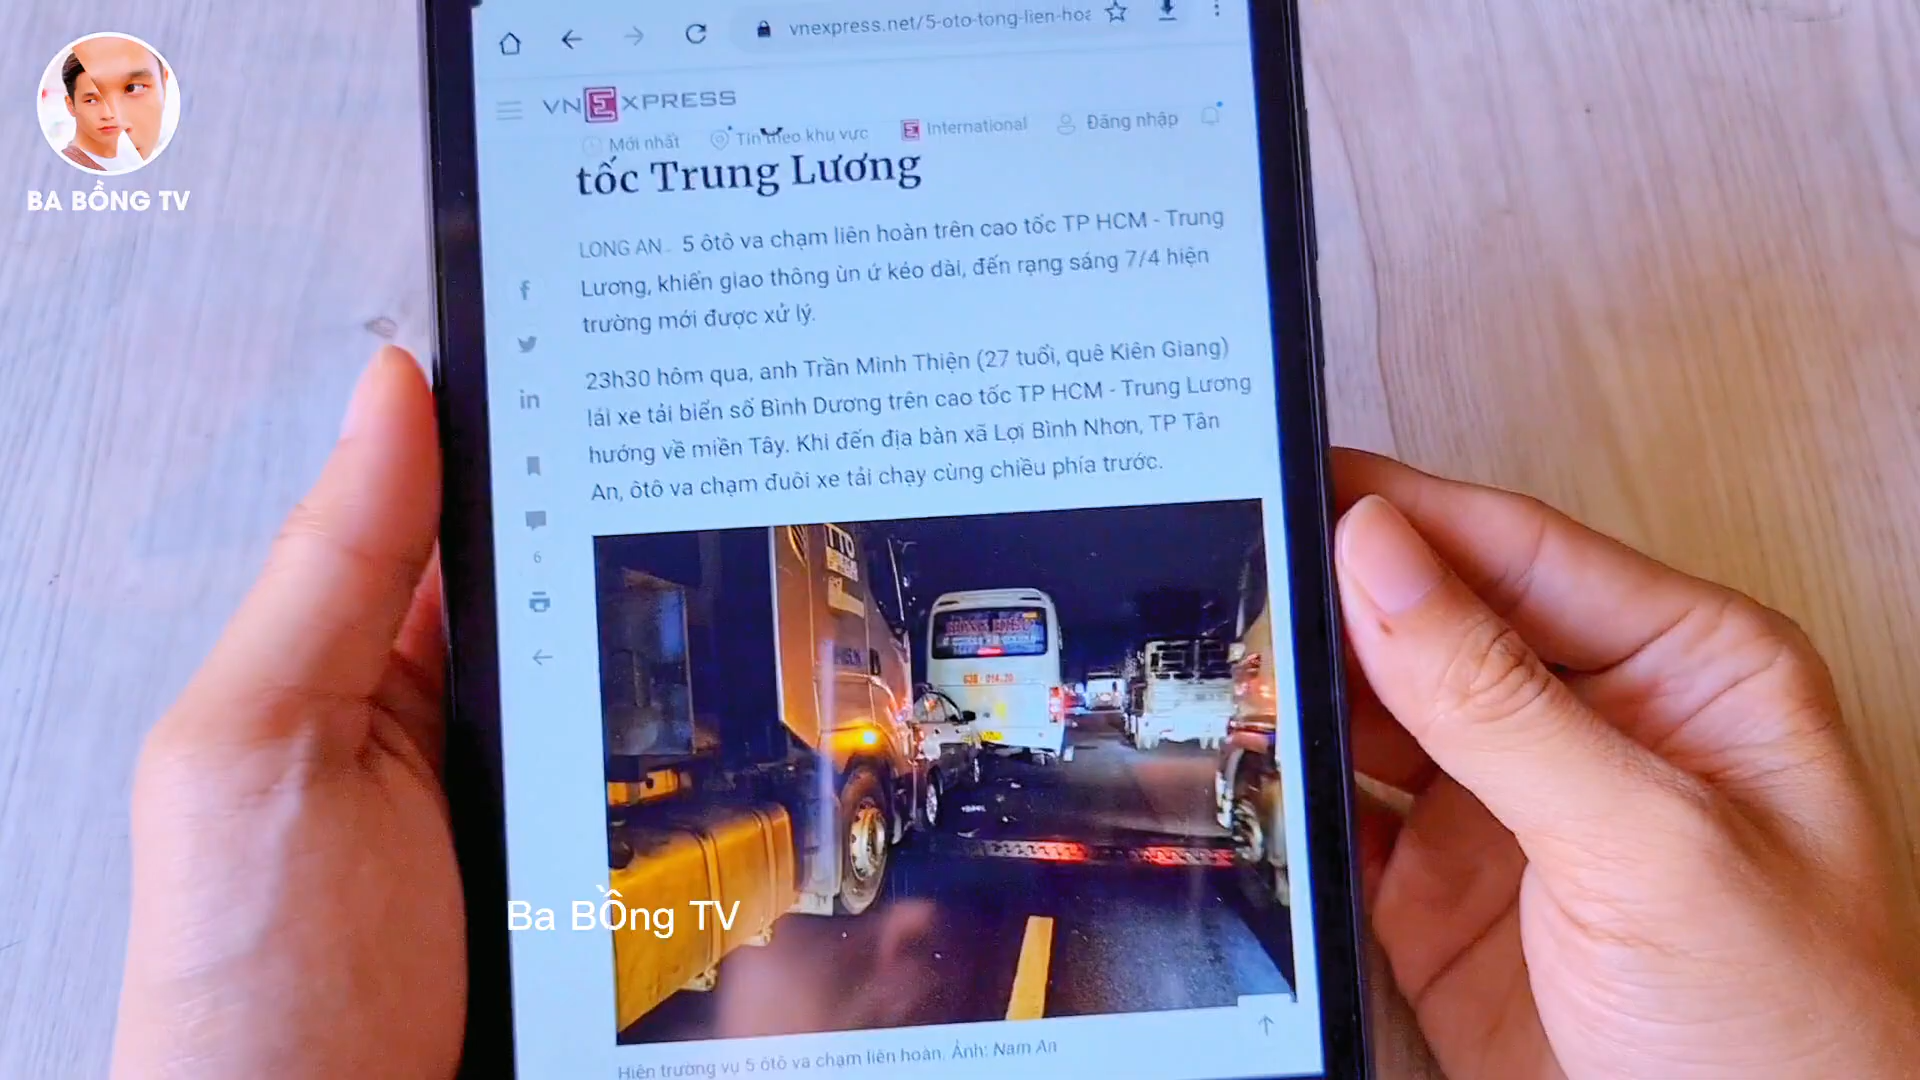 BA BỒNG TV
vnexpress.net/5-oto-tong-lien-hoa
VNEXPRESS
Mới nhất
Tin theo khu vực
E International
Đăng nhập
tốc Trung Lương
LONG AN - 5 ôtô va chạm liên hoàn trên cao tốc TP HCM - Trung
Lương, khiến giao thông ùn ứ kéo dài, đến rạng sáng 7/4 hiện
trường mới được xử lý.
23h30 hôm qua, anh Trần Minh Thiện (27 tuổi, quê Kiên Giang)
lái xe tải biển số Bình Dương trên cao tốc TP HCM - Trung Lương
hướng về miền Tây. Khi đến địa bàn xã Lợi Bình Nhơn, TP Tân
An, ôtô va chạm đuôi xe tải chạy cùng chiều phía trước.
6
Ba BỒng TV
Hiện trường vụ 5 ôtô va chạm liên hoàn. Ảnh: Nam An